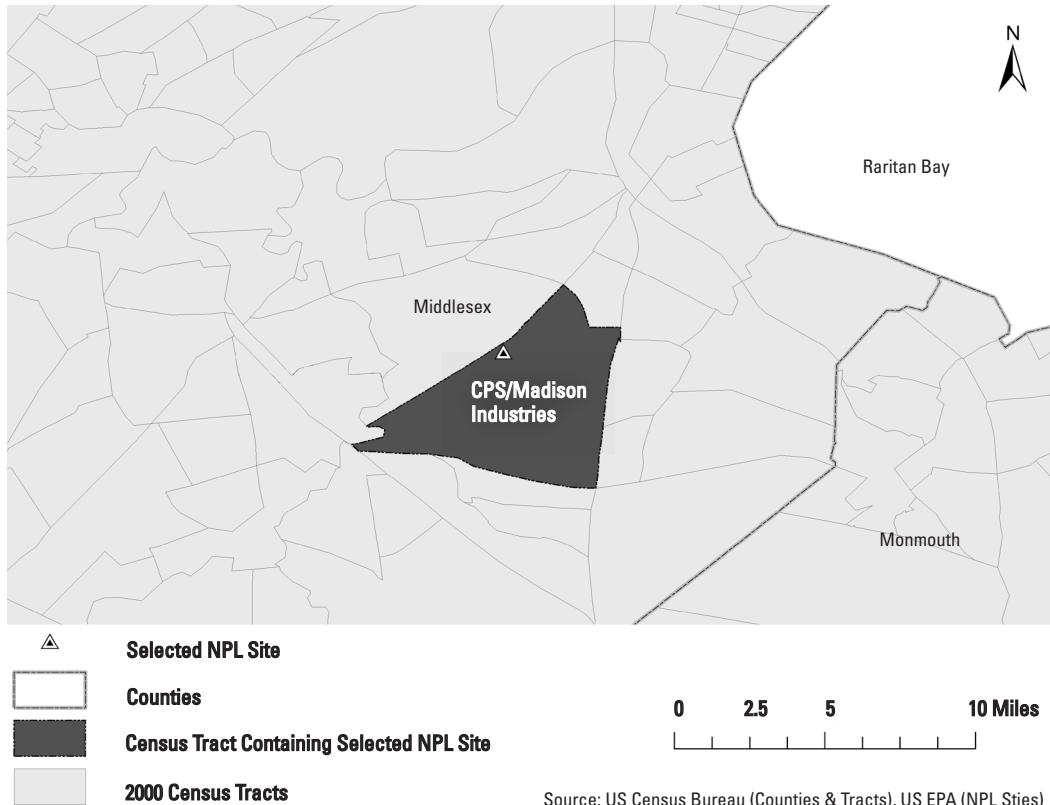 N
Raritan Bay
Middlesex
CPS/Madison
Industries
Monmouth
Selected NPL Site
Counties
Census Tract Containing Selected NPL Site
2000 Census Tracts
0 2.5 5 10 Miles
Source: US Census Bureau (Counties & Tracts), US EPA (NPL Sties)